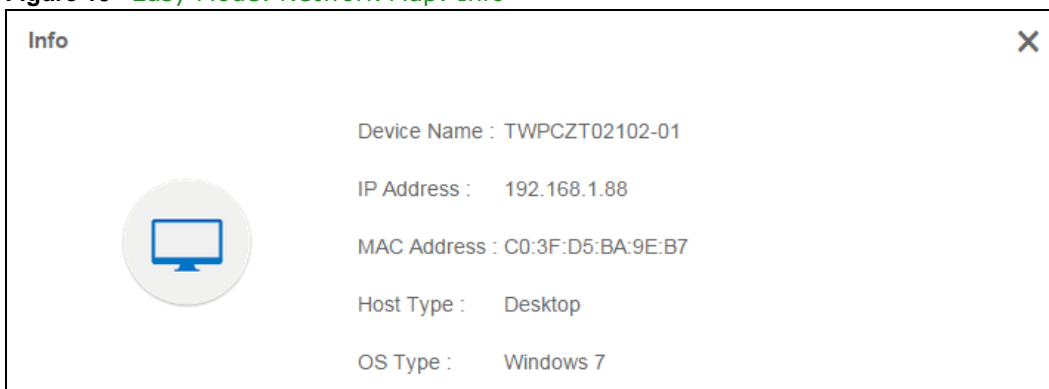 Info
Device Name : TWPCZT02102-01
IP Address : 192.168.1.88
MAC Address : C0:3F:D5:BA:9E:B7
Host Type : Desktop
OS Type : Windows 7